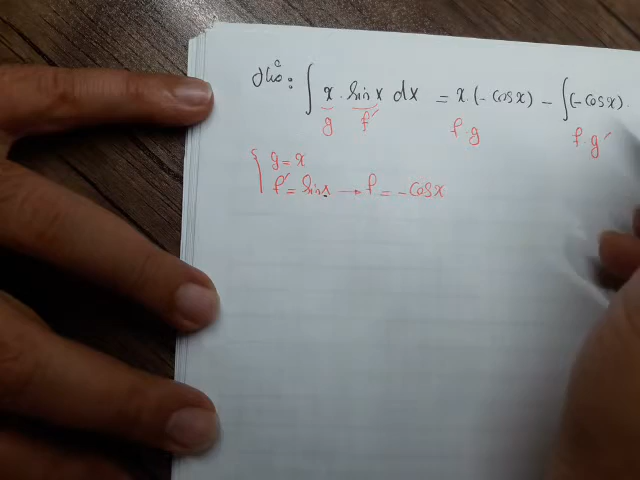 مثال: ∫ x · sin x dx = x · (- cos x) - ∫ (- cos x) ·
g f' f · g f · g'
{ g = x
f' = sin x → f = - cos x